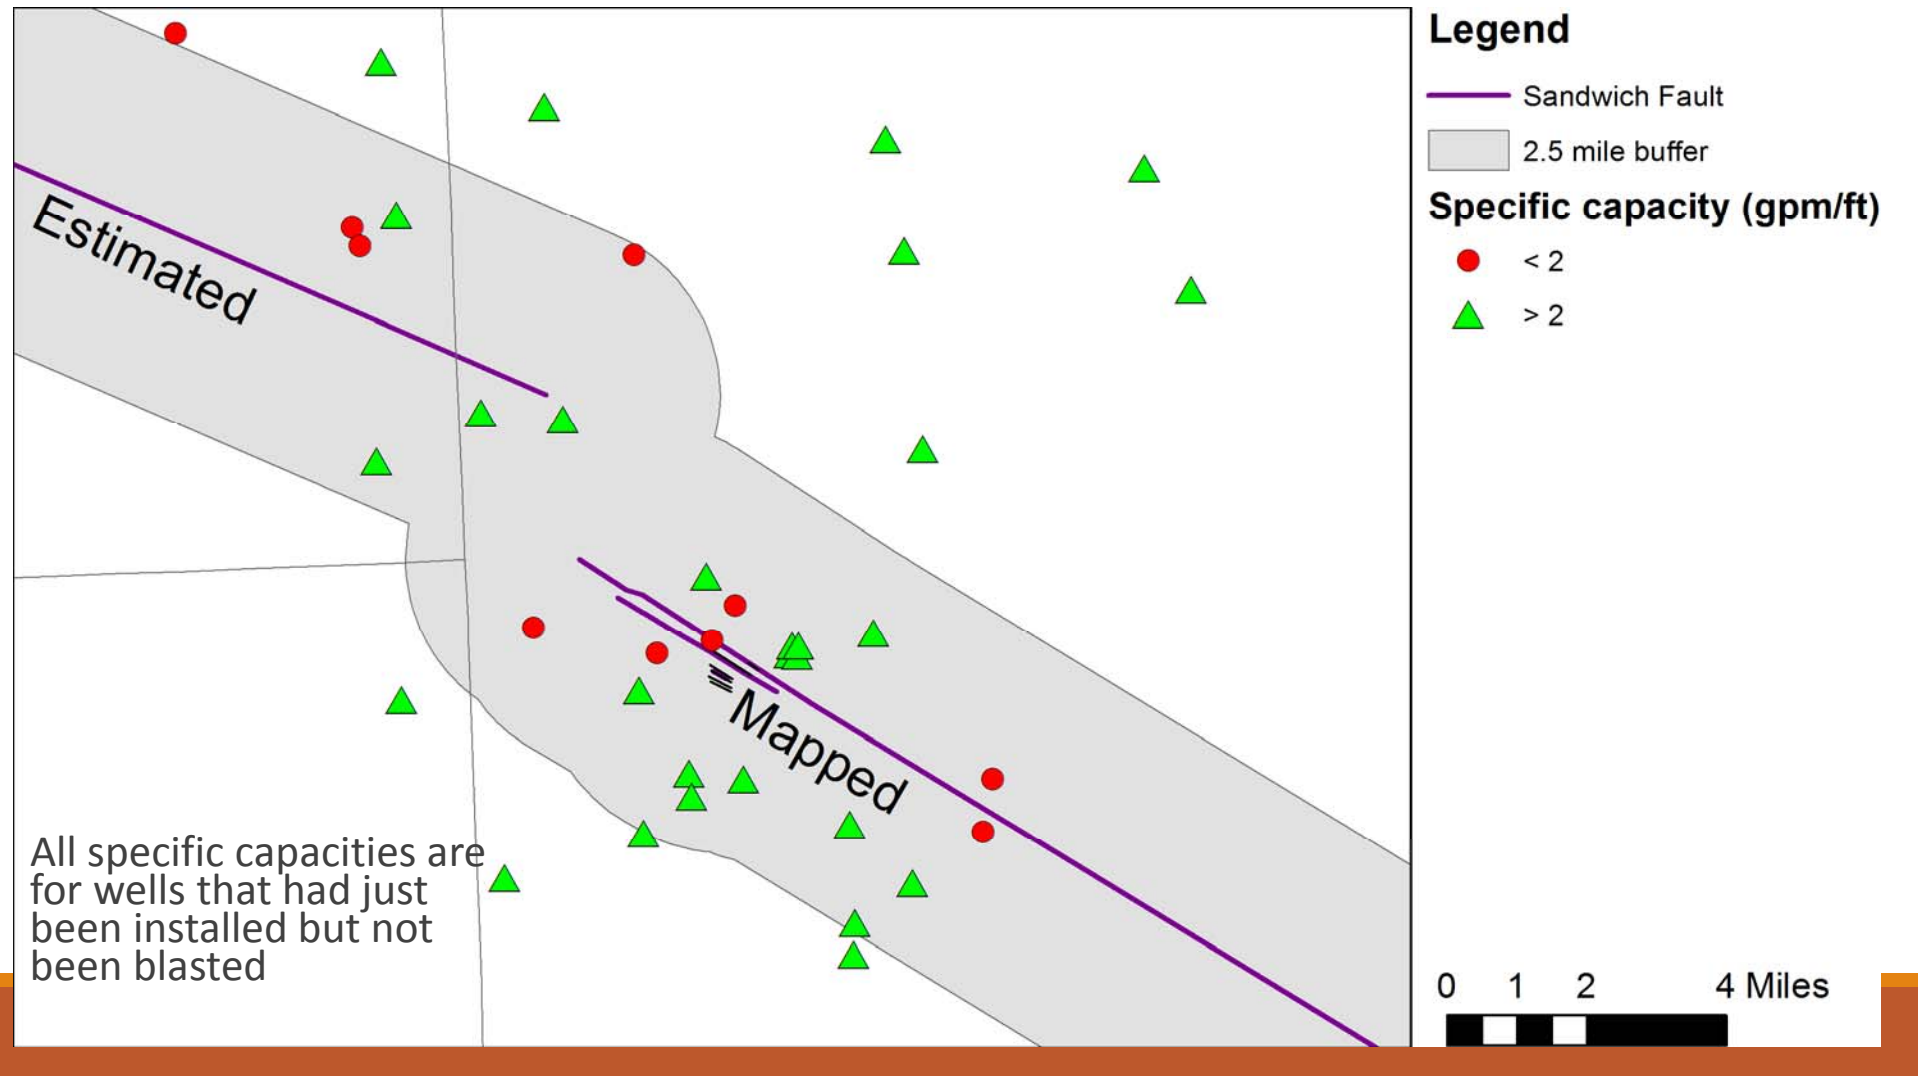 Estimated
Mapped
All specific capacities are
for wells that had just
been installed but not
been blasted
Legend
Sandwich Fault
2.5 mile buffer
Specific capacity (gpm/ft)
< 2
> 2
0 1 2 4 Miles